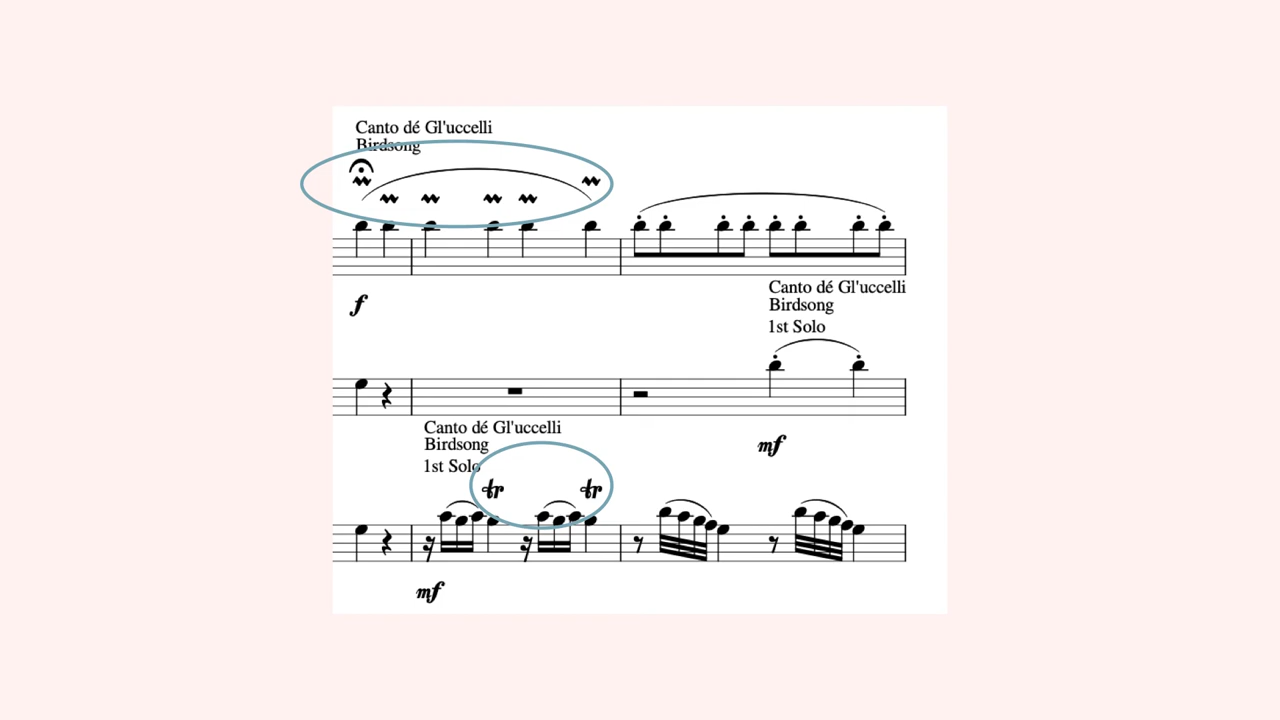 Canto dé Gl'uccelli
Birdsong
f
Canto dé Gl'uccelli
Birdsong
1st Solo
mf
Canto dé Gl'uccelli
Birdsong
1st Solo
tr tr
mf